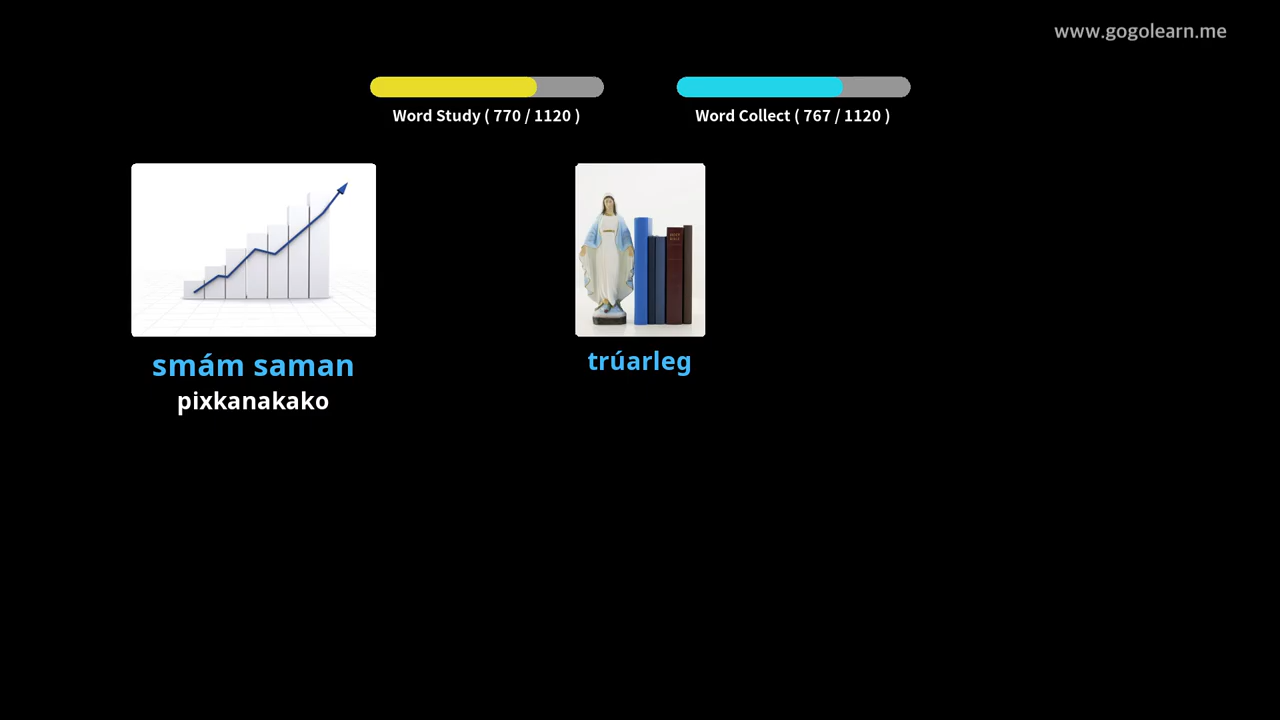 www.gogolearn.me
Word Study ( 770 / 1120 )
Word Collect ( 767 / 1120 )
smám saman
pixkanakako
trúarleg